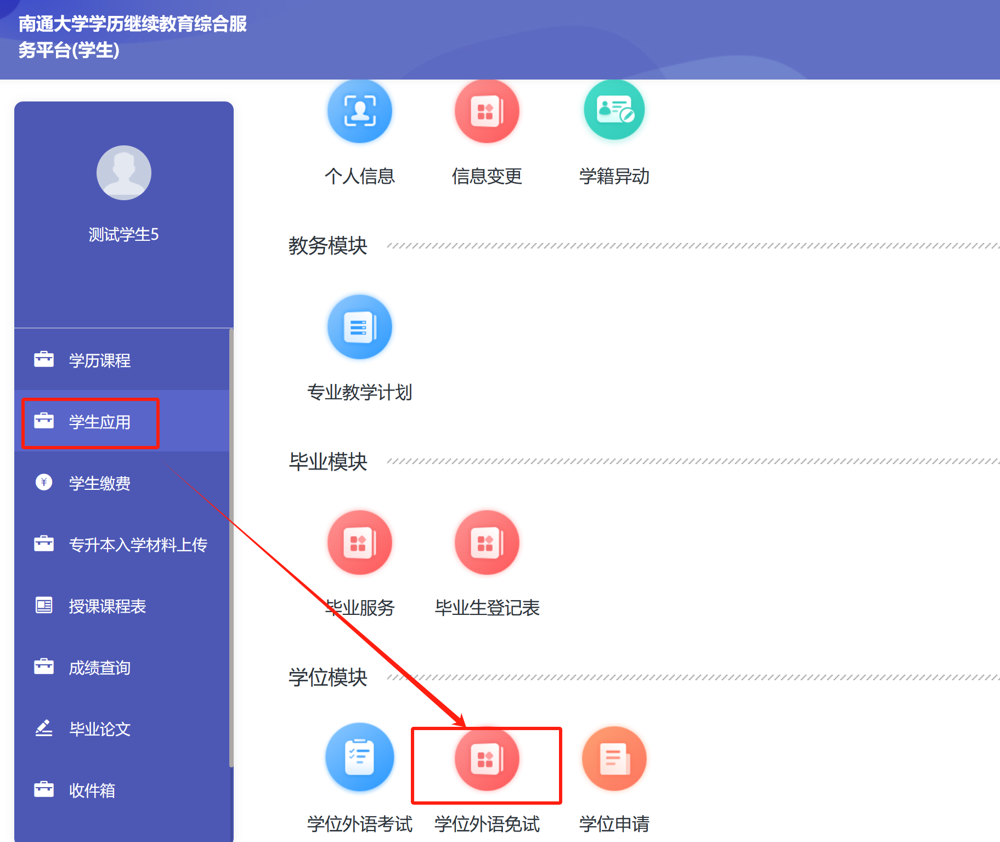 南通大学学历继续教育综合服
务平台(学生)
测试学生5
学历课程
学生应用
学生缴费
专升本入学材料上传
授课课程表
成绩查询
毕业论文
收件箱
个人信息
信息变更
学籍异动
教务模块
专业教学计划
毕业模块
毕业服务
毕业生登记表
学位模块
学位外语考试
学位外语免试
学位申请